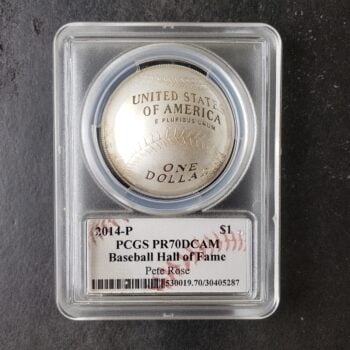 UNITED STATES
OF AMERICA
E PLURIBUS UNUM
ONE
DOLLAR
2014-P $1
PCGS PR70DCAM
Baseball Hall of Fame
Pete Rose
530019.70/30405287